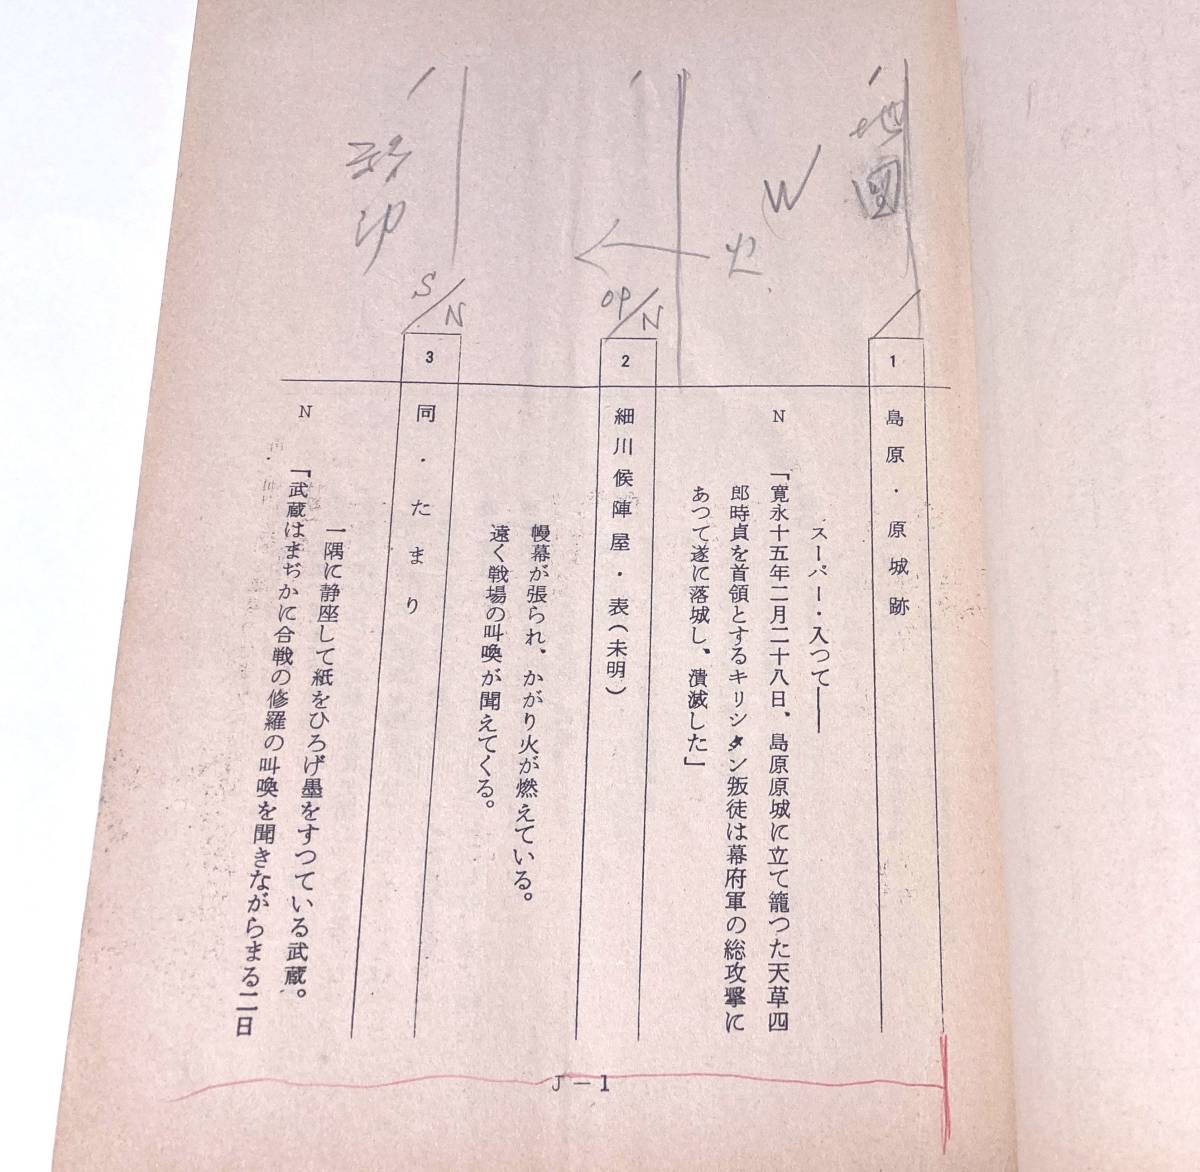 地図
1
島原・原城跡
スーパー・入つて――
N
「寛永十五年二月二十八日、島原原城に立て籠つた天草四
郎時貞を首領とするキリシタン叛徒は幕府軍の総攻撃に
あつて遂に落城し、潰滅した」
W
火
OP/N
2
細川候陣屋・表(未明)
幔幕が張られ、かがり火が燃えている。
遠く戦場の叫喚が聞えてくる。
S/N
3
同・たまり
一隅に静座して紙をひろげ墨をすつている武蔵。
N
「武蔵はまぢかに合戦の修羅の叫喚を聞きながらまる二日
J―1